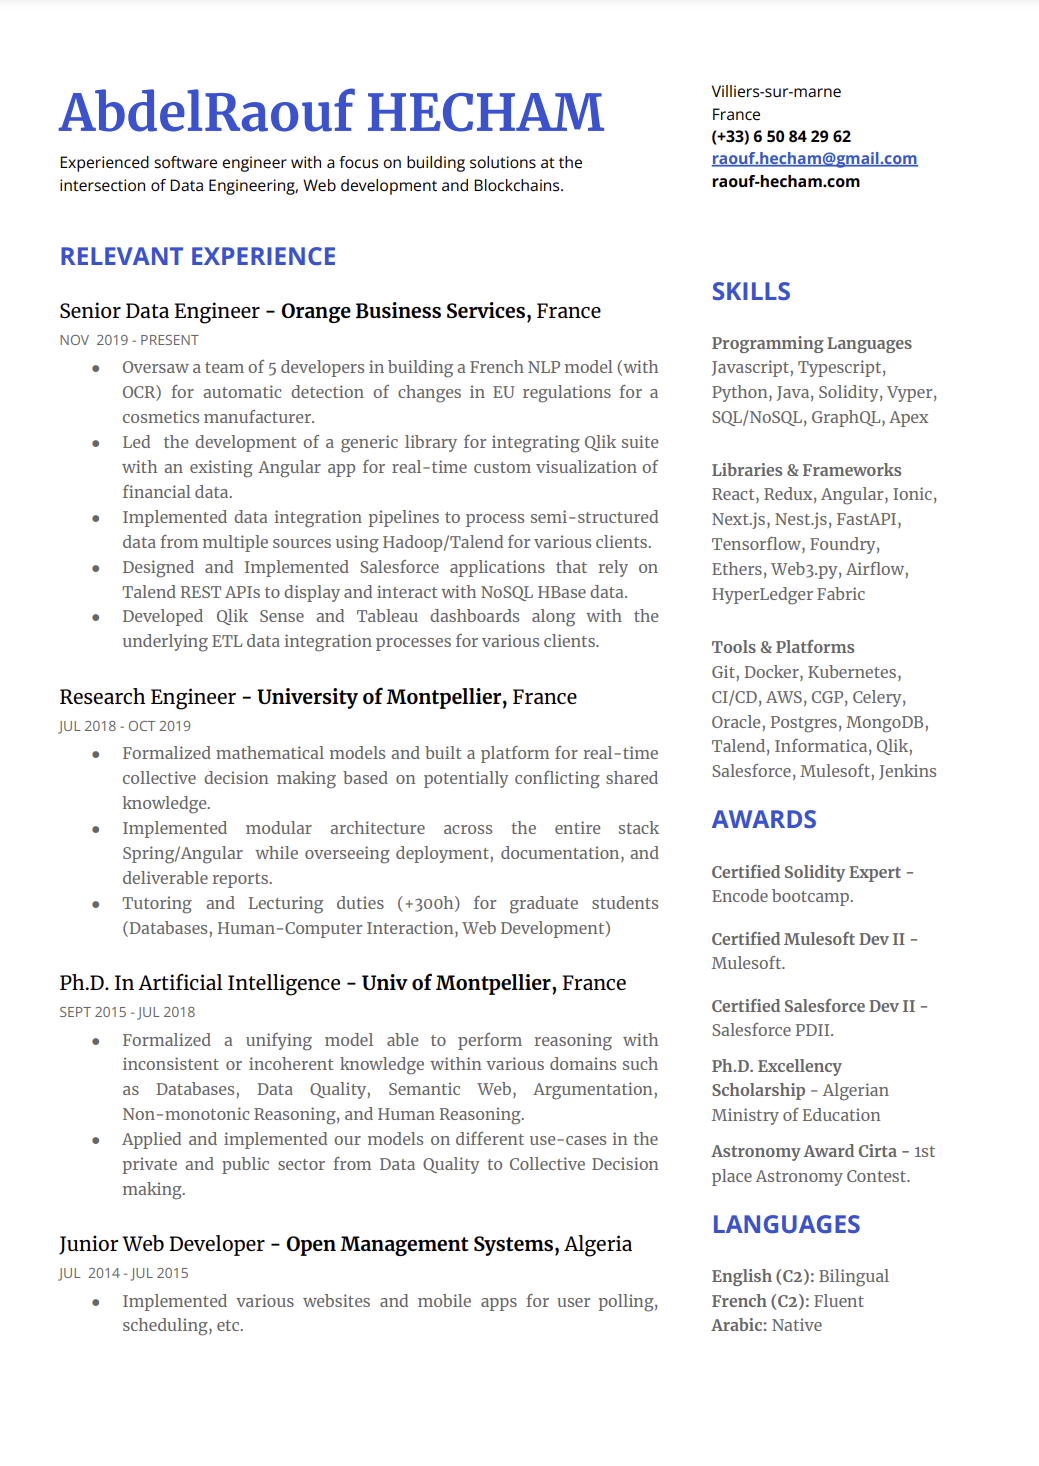 AbdelRaouf HECHAM
Experienced software engineer with a focus on building solutions at the
intersection of Data Engineering, Web development and Blockchains.
Villiers-sur-marne
France
(+33) 6 50 84 29 62
raouf.hecham@gmail.com
raouf-hecham.com
RELEVANT EXPERIENCE
Senior Data Engineer - Orange Business Services, France
NOV 2019 - PRESENT
● Oversaw a team of 5 developers in building a French NLP model (with
OCR) for automatic detection of changes in EU regulations for a
cosmetics manufacturer.
● Led the development of a generic library for integrating Qlik suite
with an existing Angular app for real-time custom visualization of
financial data.
● Implemented data integration pipelines to process semi-structured
data from multiple sources using Hadoop/Talend for various clients.
● Designed and Implemented Salesforce applications that rely on
Talend REST APIs to display and interact with NoSQL HBase data.
● Developed Qlik Sense and Tableau dashboards along with the
underlying ETL data integration processes for various clients.
Research Engineer - University of Montpellier, France
JUL 2018 - OCT 2019
● Formalized mathematical models and built a platform for real-time
collective decision making based on potentially conflicting shared
knowledge.
● Implemented modular architecture across the entire stack
Spring/Angular while overseeing deployment, documentation, and
deliverable reports.
● Tutoring and Lecturing duties (+300h) for graduate students
(Databases, Human-Computer Interaction, Web Development)
Ph.D. In Artificial Intelligence - Univ of Montpellier, France
SEPT 2015 - JUL 2018
● Formalized a unifying model able to perform reasoning with
inconsistent or incoherent knowledge within various domains such
as Databases, Data Quality, Semantic Web, Argumentation,
Non-monotonic Reasoning, and Human Reasoning.
● Applied and implemented our models on different use-cases in the
private and public sector from Data Quality to Collective Decision
making.
Junior Web Developer - Open Management Systems, Algeria
JUL 2014 - JUL 2015
● Implemented various websites and mobile apps for user polling,
scheduling, etc.
SKILLS
Programming Languages
Javascript, Typescript,
Python, Java, Solidity, Vyper,
SQL/NoSQL, GraphQL, Apex
Libraries & Frameworks
React, Redux, Angular, Ionic,
Next.js, Nest.js, FastAPI,
Tensorflow, Foundry,
Ethers, Web3.py, Airflow,
HyperLedger Fabric
Tools & Platforms
Git, Docker, Kubernetes,
CI/CD, AWS, CGP, Celery,
Oracle, Postgres, MongoDB,
Talend, Informatica, Qlik,
Salesforce, Mulesoft, Jenkins
AWARDS
Certified Solidity Expert -
Encode bootcamp.
Certified Mulesoft Dev II -
Mulesoft.
Certified Salesforce Dev II -
Salesforce PDII.
Ph.D. Excellency
Scholarship - Algerian
Ministry of Education
Astronomy Award Cirta - 1st
place Astronomy Contest.
LANGUAGES
English (C2): Bilingual
French (C2): Fluent
Arabic: Native